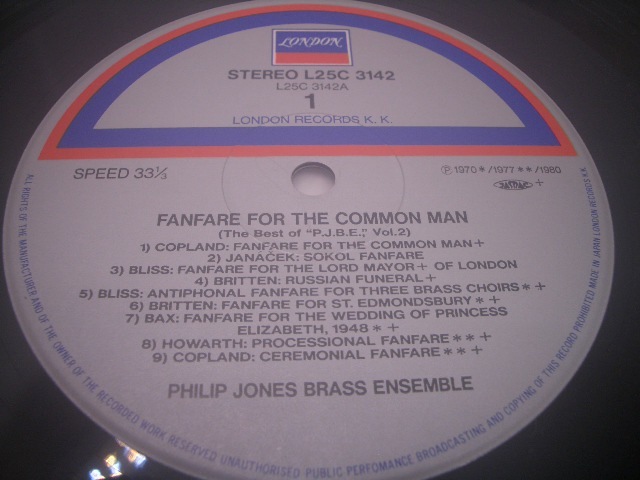 LONDON
STEREO L25C 3142
L25C 3142A
1
LONDON RECORDS K. K.
SPEED 33⅓
Ⓟ 1970 * / 1977 * * / 1980
JASRAC +
FANFARE FOR THE COMMON MAN
(The Best of "P.J.B.E.," Vol.2)
1) COPLAND: FANFARE FOR THE COMMON MAN +
2) JANÁČEK: SOKOL FANFARE
3) BLISS: FANFARE FOR THE LORD MAYOR + OF LONDON
4) BRITTEN: RUSSIAN FUNERAL +
5) BLISS: ANTIPHONAL FANFARE FOR THREE BRASS CHOIRS * +
6) BRITTEN: FANFARE FOR ST. EDMONDSBURY * +
7) BAX: FANFARE FOR THE WEDDING OF PRINCESS
ELIZABETH, 1948 * +
8) HOWARTH: PROCESSIONAL FANFARE * * +
9) COPLAND: CEREMONIAL FANFARE * * +
PHILIP JONES BRASS ENSEMBLE
ALL RIGHTS OF THE MANUFACTURER AND OF THE OWNER OF THE RECORDED WORK RESERVED UNAUTHORISED PUBLIC PERFOMANCE BROADCASTING AND COPYING OF THIS RECORD PROHIBITED MADE IN JAPAN LONDON RECORDS K.K.